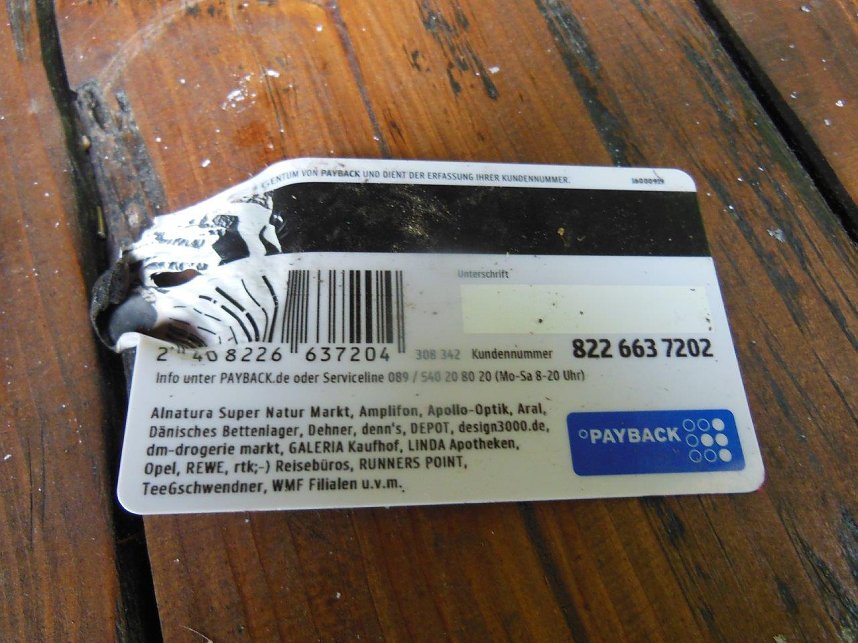 GENTUM VON PAYBACK UND DIENT DER ERFASSUNG IHRER KUNDENNUMMER.
Unterschrift
8226 637204 308 342 Kundennummer 822 663 7202
Info unter PAYBACK.de oder Serviceline 089 / 540 20 80 20 (Mo-Sa 8-20 Uhr)
Alnatura Super Natur Markt, Amplifon, Apollo-Optik, Aral,
Dänisches Bettenlager, Dehner, denn's, DEPOT, design3000.de,
dm-drogerie markt, GALERIA Kaufhof, LINDA Apotheken,
Opel, REWE, rtk;-) Reisebüros, RUNNERS POINT,
TeeGschwendner, WMF Filialen u.v.m.
PAYBACK